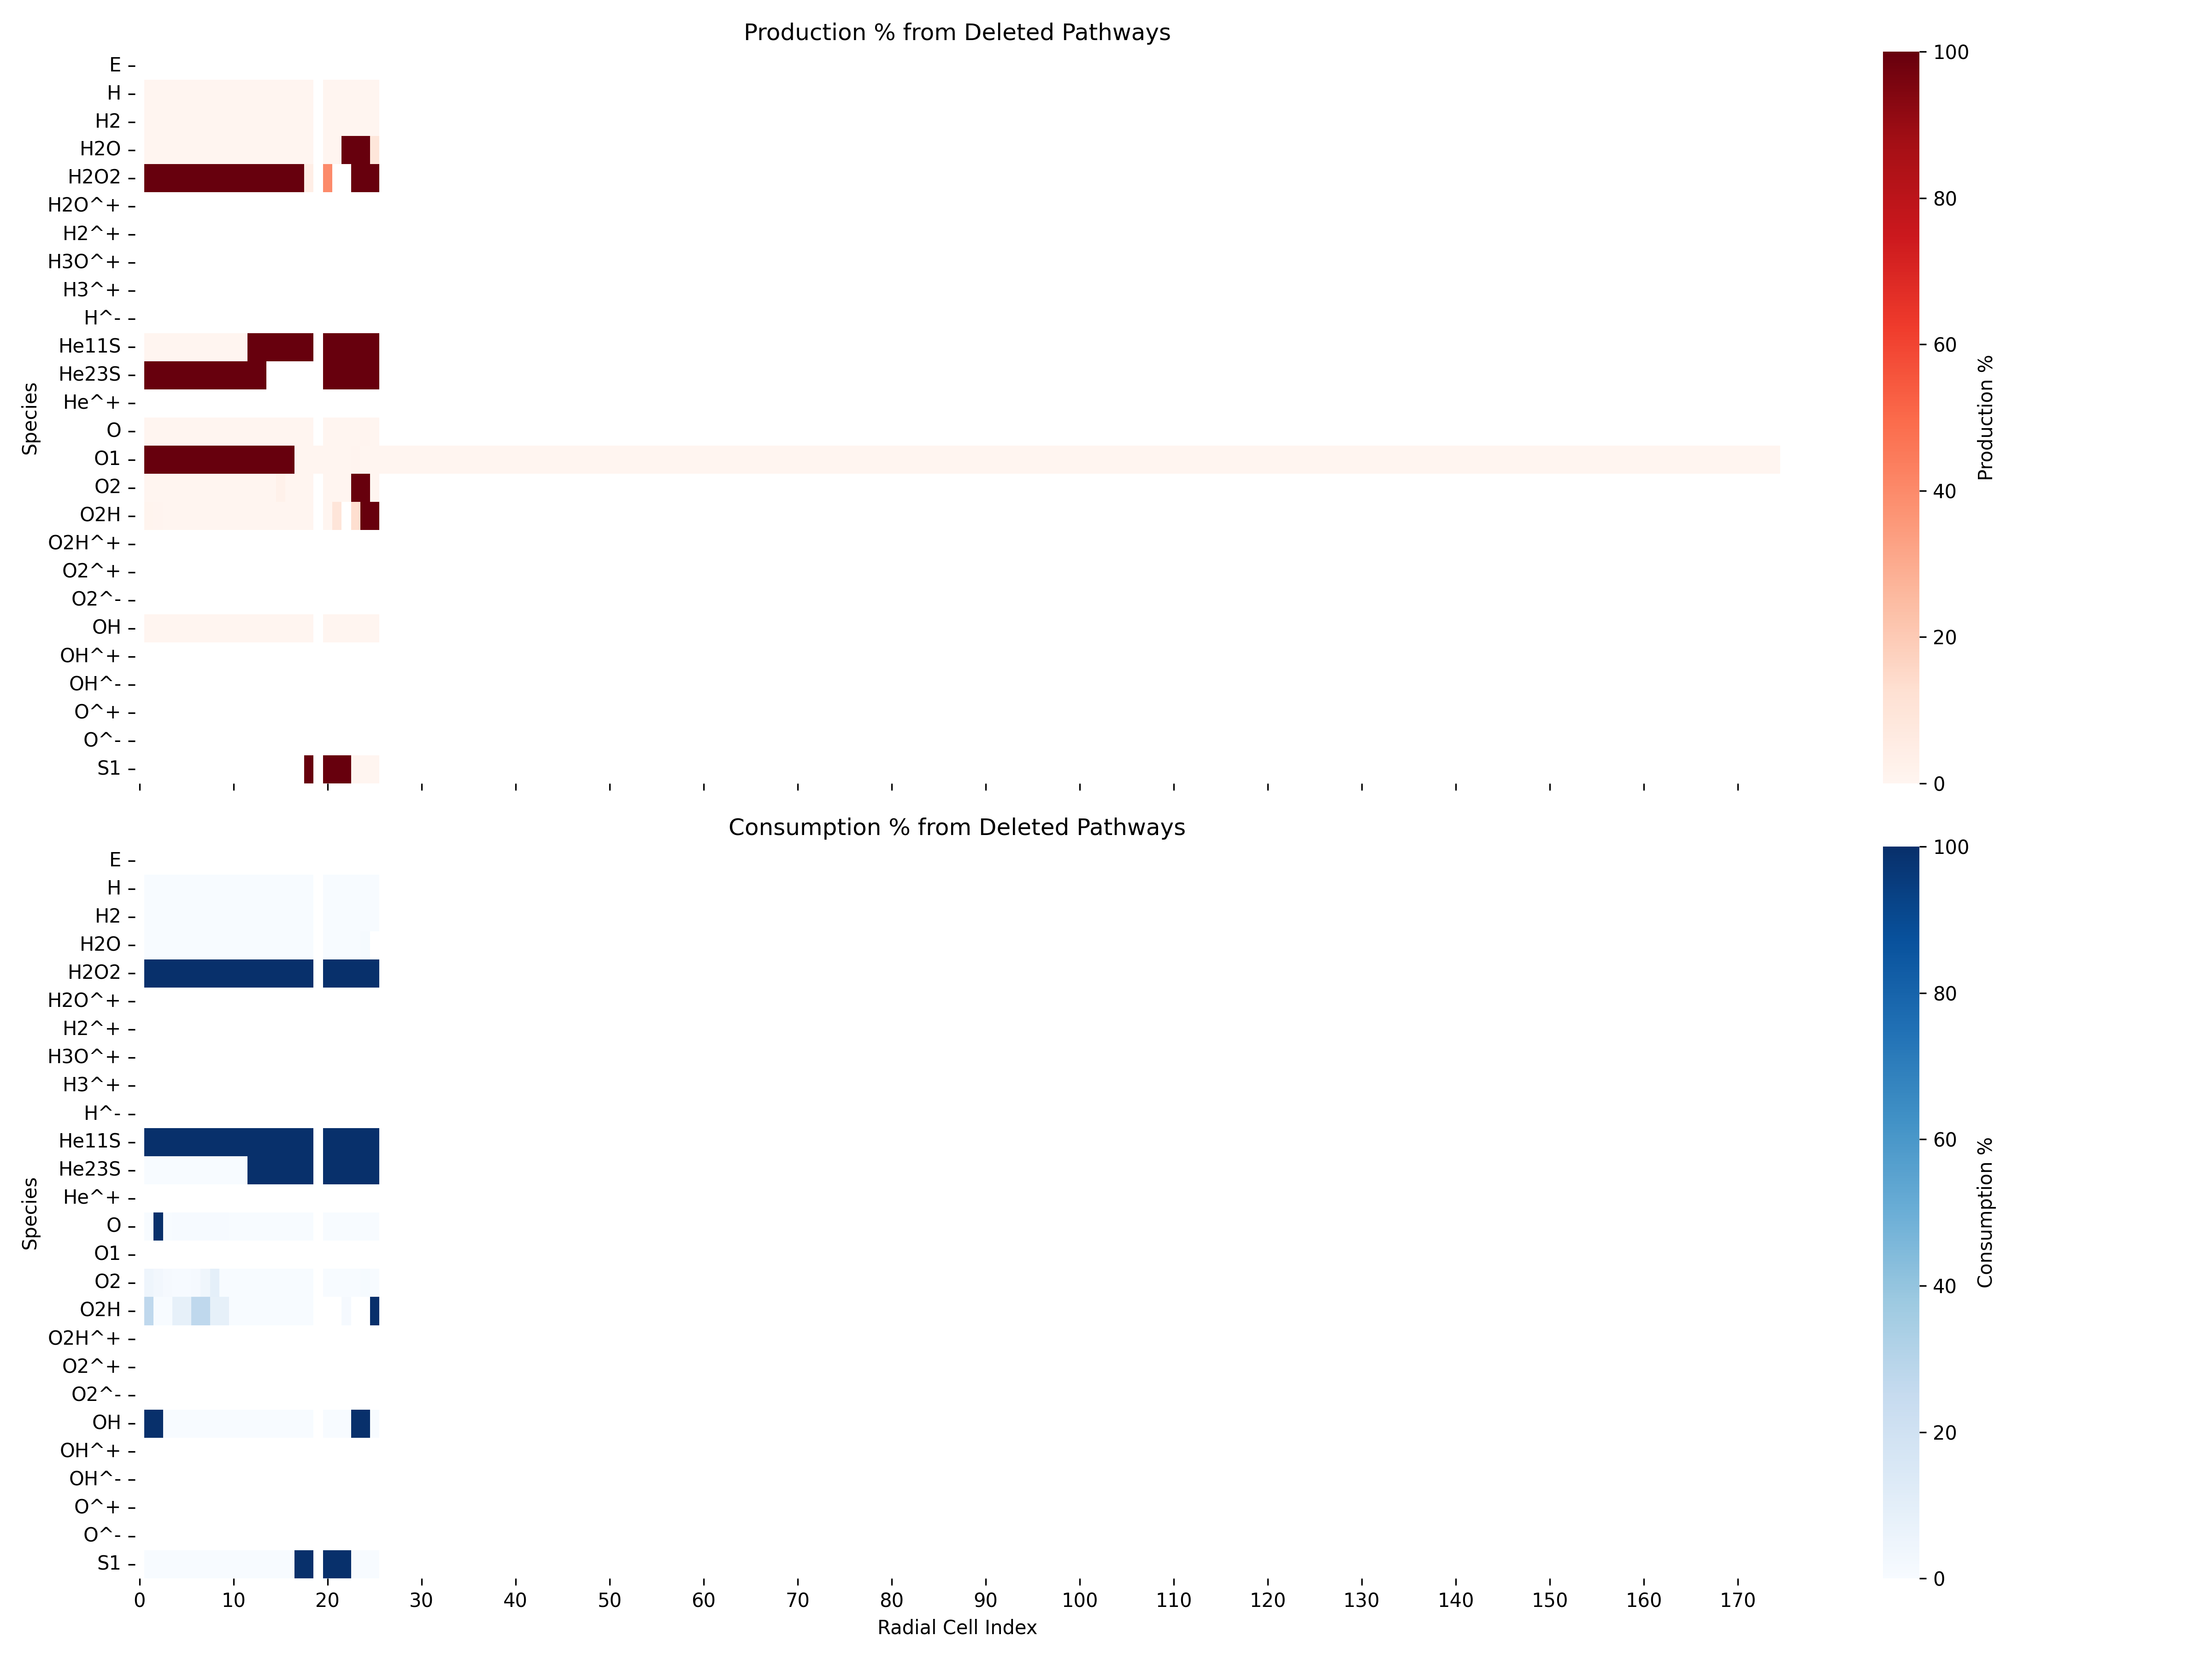 Production % from Deleted Pathways
E
H
H2
H2O
H2O2
H2O^+
H2^+
H3O^+
H3^+
H^-
He11S
He23S
He^+
O
O1
O2
O2H
O2H^+
O2^+
O2^-
OH
OH^+
OH^-
O^+
O^-
S1
Species
100
80
60
40
20
0
Production %
Consumption % from Deleted Pathways
E
H
H2
H2O
H2O2
H2O^+
H2^+
H3O^+
H3^+
H^-
He11S
He23S
He^+
O
O1
O2
O2H
O2H^+
O2^+
O2^-
OH
OH^+
OH^-
O^+
O^-
S1
Species
0 10 20 30 40 50 60 70 80 90 100 110 120 130 140 150 160 170
Radial Cell Index
100
80
60
40
20
0
Consumption %